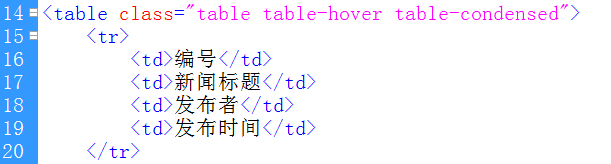 14 <table class="table table-hover table-condensed">
15 <tr>
16 <td>编号</td>
17 <td>新闻标题</td>
18 <td>发布者</td>
19 <td>发布时间</td>
20 </tr>